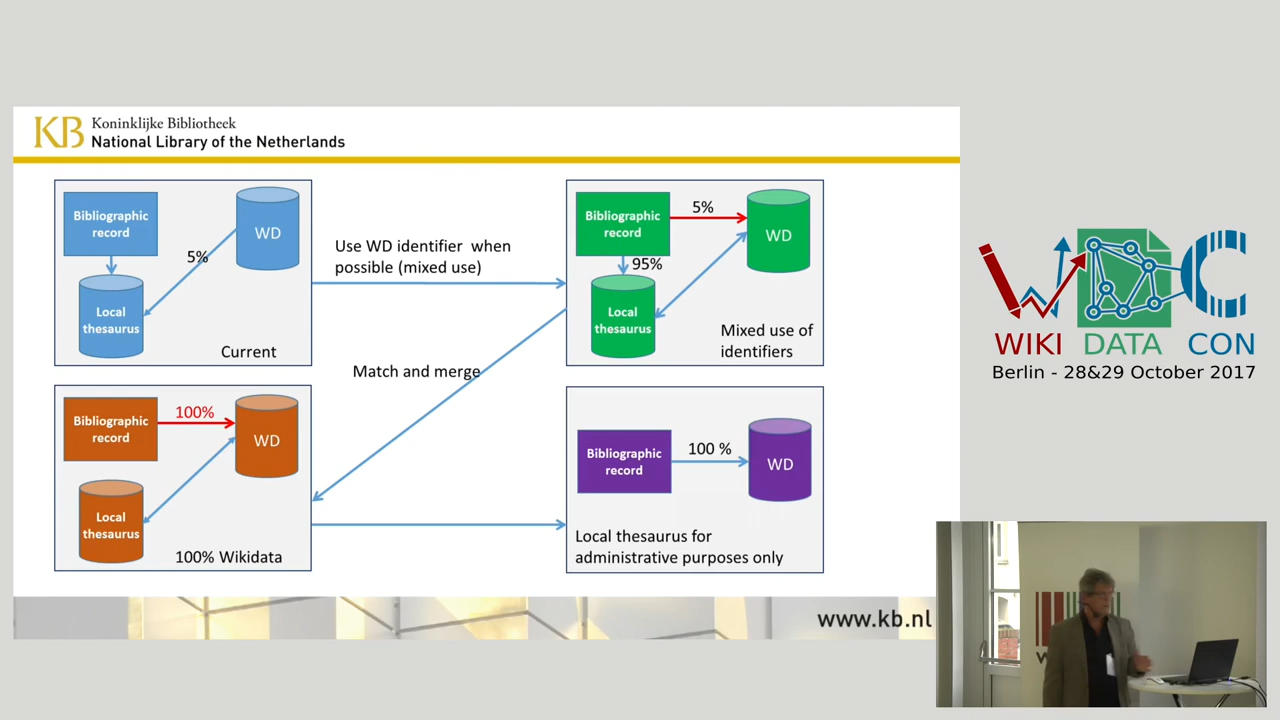 KB Koninklijke Bibliotheek
National Library of the Netherlands
Bibliographic
record
WD
5%
Local
thesaurus
Current
Use WD identifier when
possible (mixed use)
Bibliographic
record
5%
WD
95%
Local
thesaurus
Mixed use of
identifiers
Match and merge
Bibliographic
record
100%
WD
Local
thesaurus
100% Wikidata
Bibliographic
record
100 %
WD
Local thesaurus for
administrative purposes only
www.kb.nl
WIKI DATA CON
Berlin - 28&29 October 2017